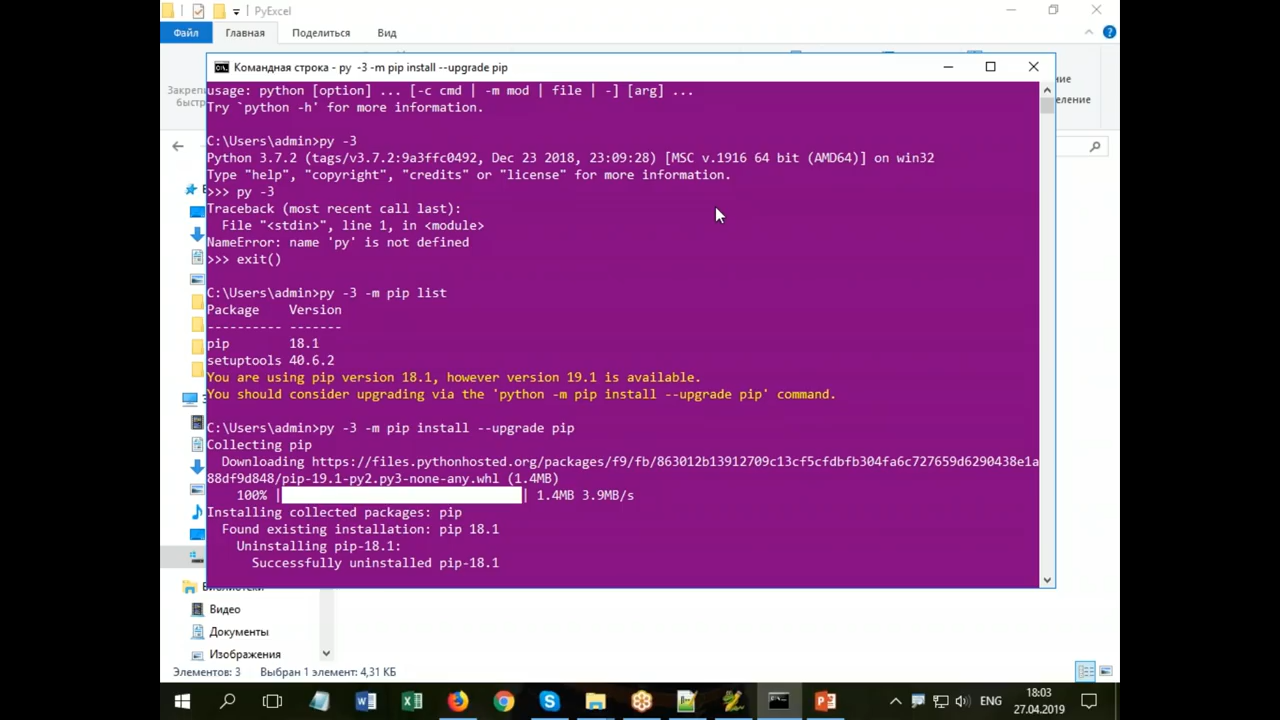 PyExcel
Файл Главная Поделиться Вид
Командная строка - py -3 -m pip install --upgrade pip
usage: python [option] ... [-c cmd | -m mod | file | -] [arg] ...
Try `python -h' for more information.
C:\Users\admin>py -3
Python 3.7.2 (tags/v3.7.2:9a3ffc0492, Dec 23 2018, 23:09:28) [MSC v.1916 64 bit (AMD64)] on win32
Type "help", "copyright", "credits" or "license" for more information.
>>> py -3
Traceback (most recent call last):
File "<stdin>", line 1, in <module>
NameError: name 'py' is not defined
>>> exit()
C:\Users\admin>py -3 -m pip list
Package Version
---------- -------
pip 18.1
setuptools 40.6.2
You are using pip version 18.1, however version 19.1 is available.
You should consider upgrading via the 'python -m pip install --upgrade pip' command.
C:\Users\admin>py -3 -m pip install --upgrade pip
Collecting pip
Downloading https://files.pythonhosted.org/packages/f9/fb/863012b13912709c13cf5cfdbfb304fa6c727659d6290438e1a
88df9d848/pip-19.1-py2.py3-none-any.whl (1.4MB)
100% | | 1.4MB 3.9MB/s
Installing collected packages: pip
Found existing installation: pip 18.1
Uninstalling pip-18.1:
Successfully uninstalled pip-18.1
Видео
Документы
Изображения
Элементов: 3 Выбран 1 элемент: 4,31 КБ
ENG
18:03
27.04.2019